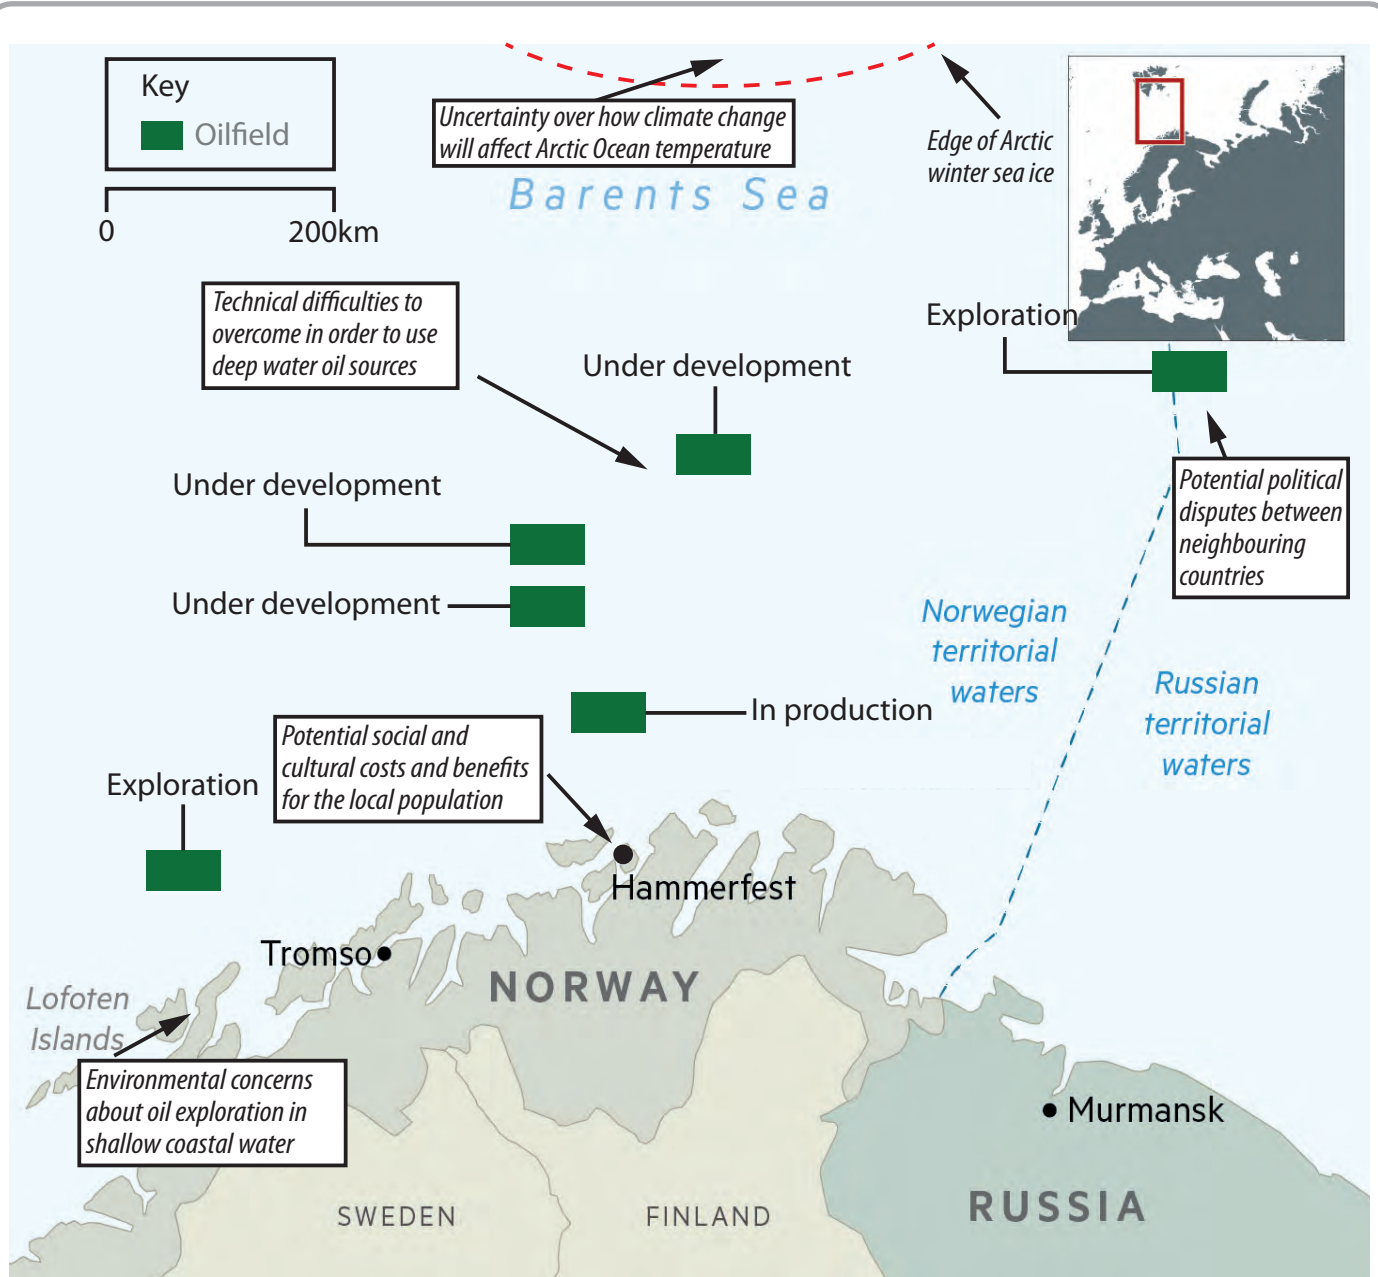 Key
Oilfield
0
200km
Uncertainty over how climate change
will affect Arctic Ocean temperature
Edge of Arctic
winter sea ice
Barents Sea
Technical difficulties to
overcome in order to use
deep water oil sources
Exploration
Under development
Under development
Potential political
disputes between
neighbouring
countries
Under development
Norwegian
territorial
waters
Russian
territorial
waters
In production
Potential social and
cultural costs and benefits
for the local population
Exploration
Hammerfest
Tromso
NORWAY
Lofoten
Islands
Environmental concerns
about oil exploration in
shallow coastal water
Murmansk
SWEDEN
FINLAND
RUSSIA